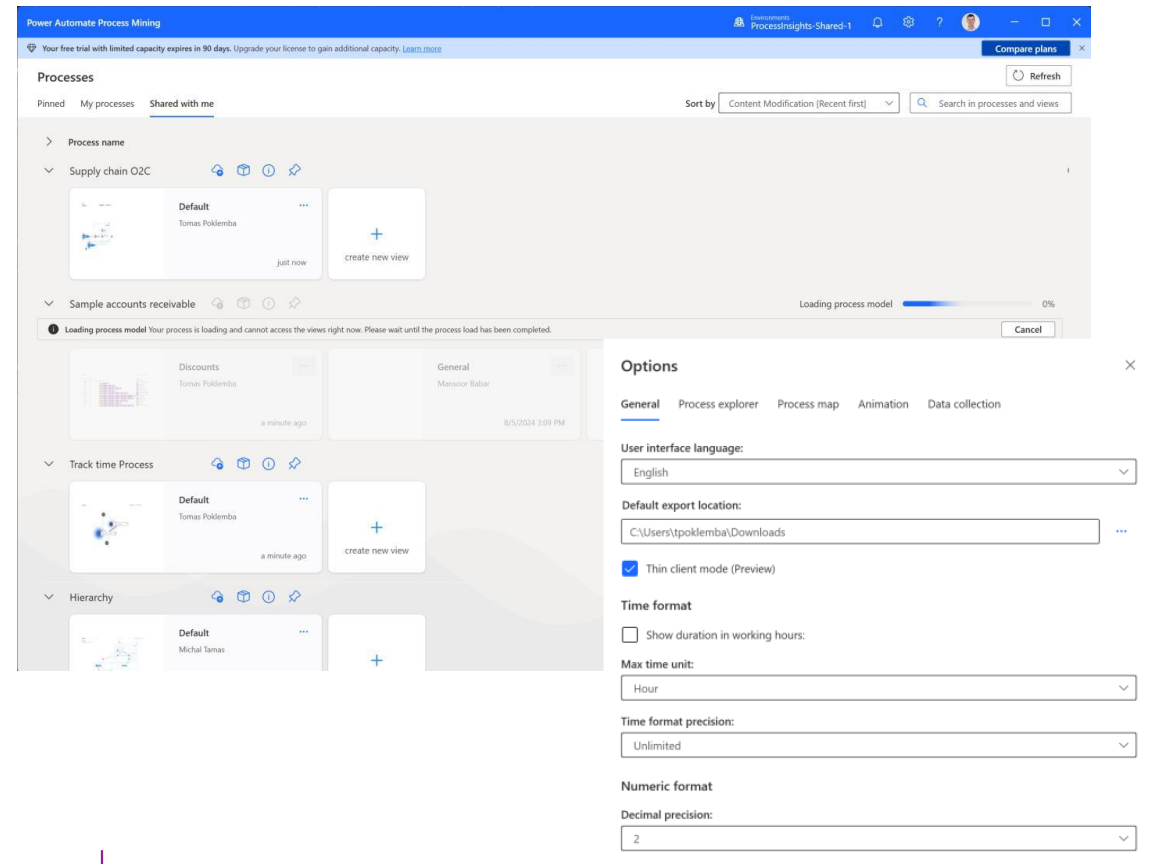 Power Automate Process Mining
Environments
ProcessInsights-Shared-1
?
Your free trial with limited capacity expires in 90 days. Upgrade your license to gain additional capacity. Learn more
Compare plans
Processes
Refresh
Pinned My processes Shared with me
Sort by Content Modification (Recent first) Search in processes and views
Process name
Supply chain O2C
Default
Tomas Poklemba
just now
create new view
Sample accounts receivable
Loading process model 0%
Loading process model Your process is loading and cannot access the views right now. Please wait until the process load has been completed.
Cancel
Discounts
Tomas Poklemba
a minute ago
General
Mansoor Babar
8/5/2024 3:09 PM
Track time Process
Default
Tomas Poklemba
a minute ago
create new view
Hierarchy
Default
Michal Tamas
Options
General Process explorer Process map Animation Data collection
User interface language:
English
Default export location:
C:\Users\tpoklemba\Downloads
Thin client mode (Preview)
Time format
Show duration in working hours:
Max time unit:
Hour
Time format precision:
Unlimited
Numeric format
Decimal precision:
2